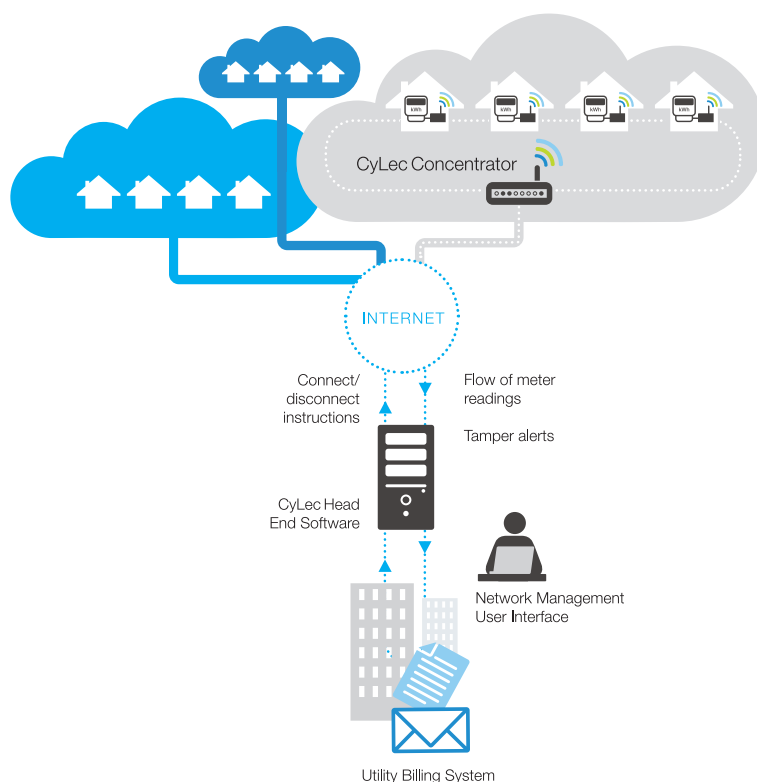 kWh
kWh
kWh
kWh
CyLec Concentrator
INTERNET
Connect/
disconnect
instructions
Flow of meter
readings
Tamper alerts
CyLec Head
End Software
Network Management
User Interface
Utility Billing System